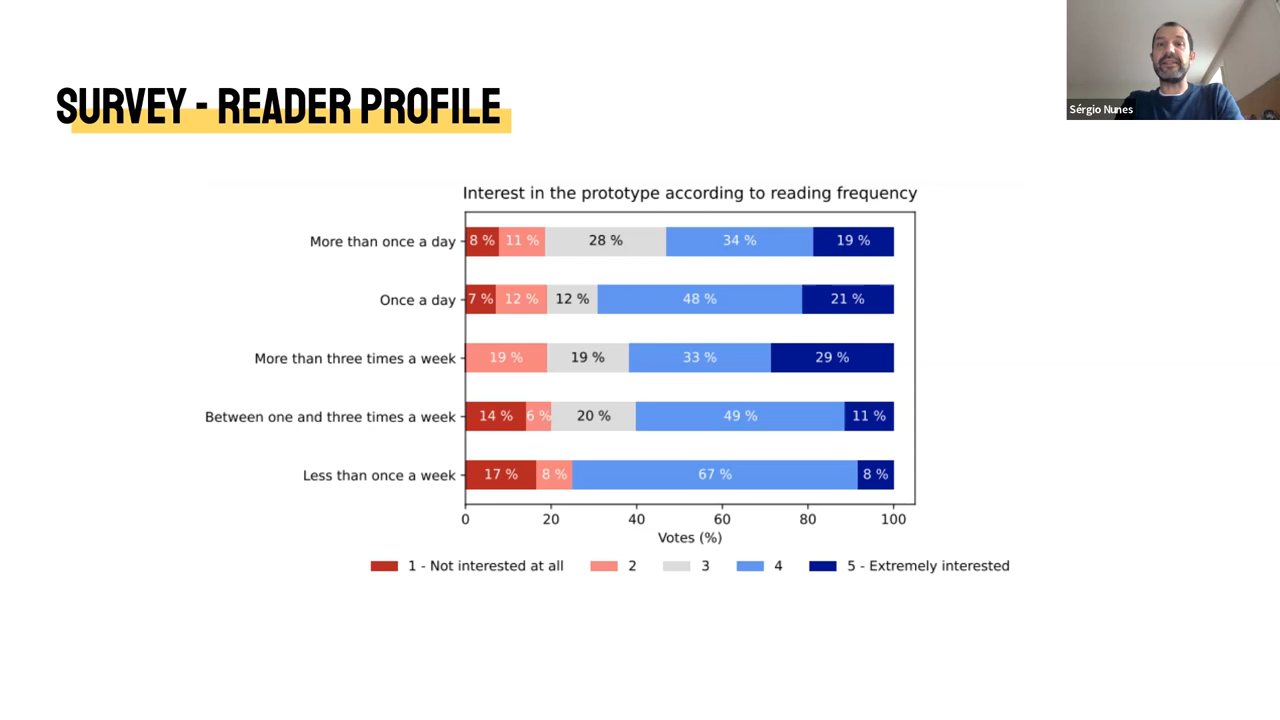 SURVEY - READER PROFILE
Sérgio Nunes
Interest in the prototype according to reading frequency
More than once a day 8 % 11 % 28 % 34 % 19 %
Once a day 7 % 12 % 12 % 48 % 21 %
More than three times a week 19 % 19 % 33 % 29 %
Between one and three times a week 14 % 6 % 20 % 49 % 11 %
Less than once a week 17 % 8 % 67 % 8 %
0 20 40 60 80 100
Votes (%)
1 - Not interested at all 2 3 4 5 - Extremely interested